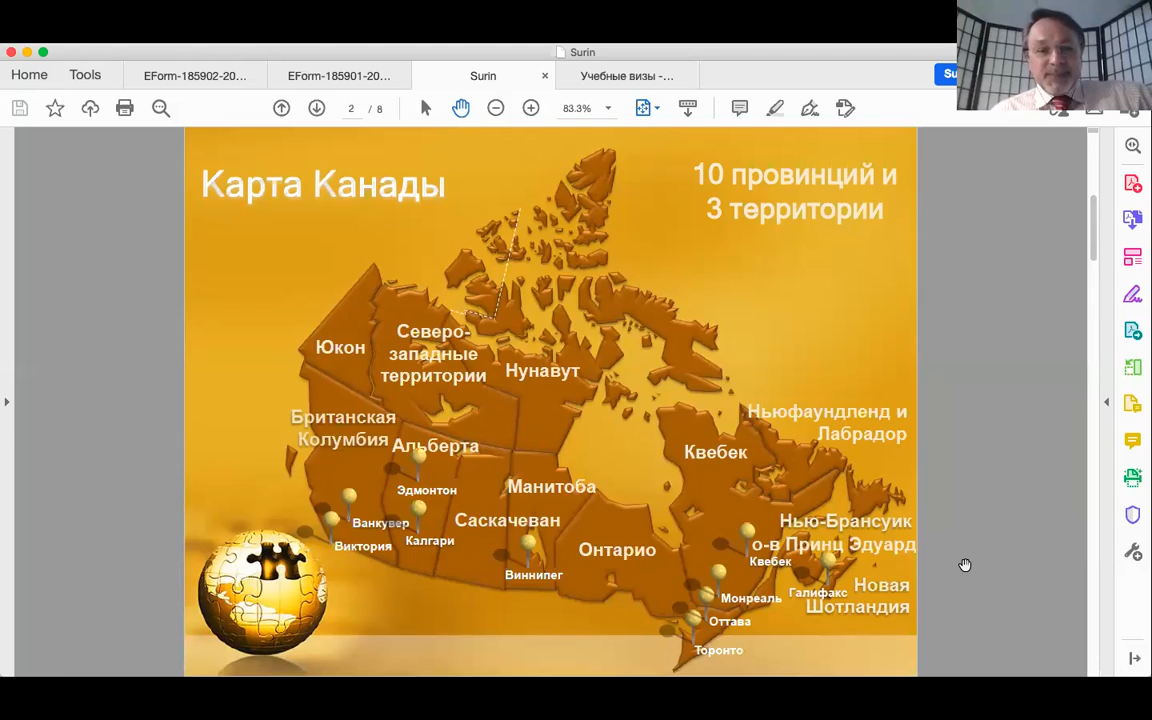 Surin
Home
Tools
EForm-185902-20...
EForm-185901-20...
Surin
Учебные визы -...
Su
2 / 8
83.3%
Карта Канады
10 провинций и
3 территории
Северо-
западные
территории
Юкон
Нунавут
Британская
Колумбия
Альберта
Ньюфаундленд и
Лабрадор
Квебек
Эдмонтон
Манитоба
Ванкувер
Саскачеван
Нью-Брансуик
Виктория
Калгари
Онтарио
о-в Принц Эдуард
Квебек
Виннипег
Новая
Шотландия
Монреаль
Галифакс
Оттава
Торонто